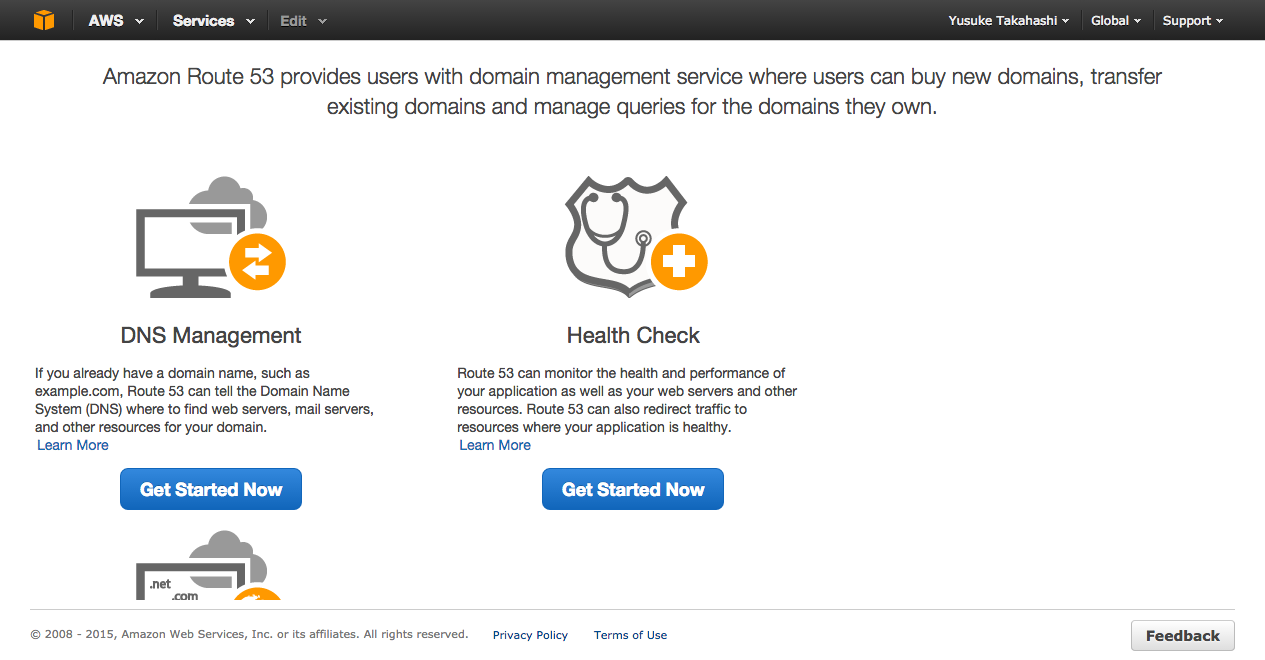 AWS Services Edit Yusuke Takahashi Global Support
Amazon Route 53 provides users with domain management service where users can buy new domains, transfer
existing domains and manage queries for the domains they own.
DNS Management
If you already have a domain name, such as
example.com, Route 53 can tell the Domain Name
System (DNS) where to find web servers, mail servers,
and other resources for your domain.
Learn More
Get Started Now
Health Check
Route 53 can monitor the health and performance of
your application as well as your web servers and other
resources. Route 53 can also redirect traffic to
resources where your application is healthy.
Learn More
Get Started Now
.net
.com
© 2008 - 2015, Amazon Web Services, Inc. or its affiliates. All rights reserved. Privacy Policy Terms of Use
Feedback